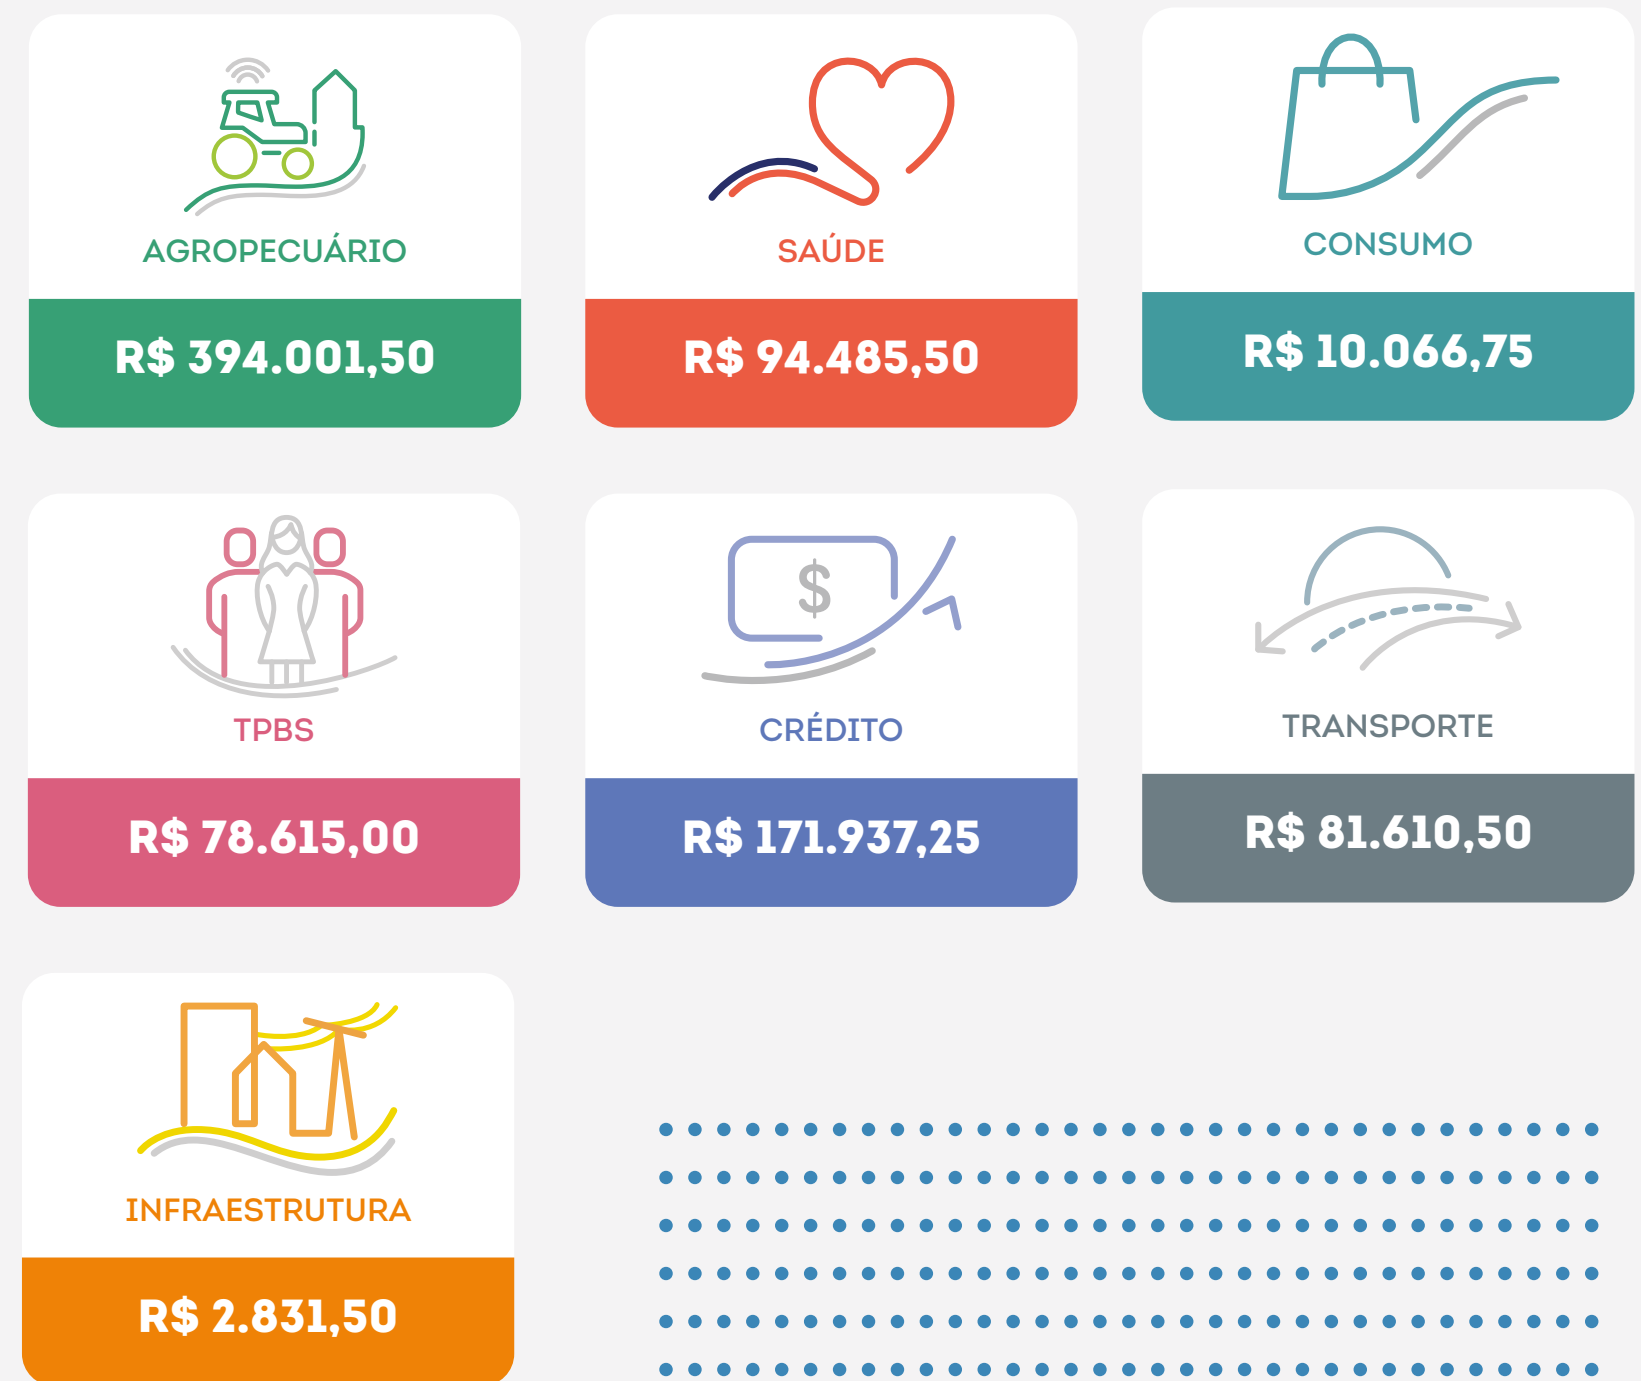 AGROPECUÁRIO
R$ 394.001,50
SAÚDE
R$ 94.485,50
CONSUMO
R$ 10.066,75
TPBS
R$ 78.615,00
$
CRÉDITO
R$ 171.937,25
TRANSPORTE
R$ 81.610,50
INFRAESTRUTURA
R$ 2.831,50